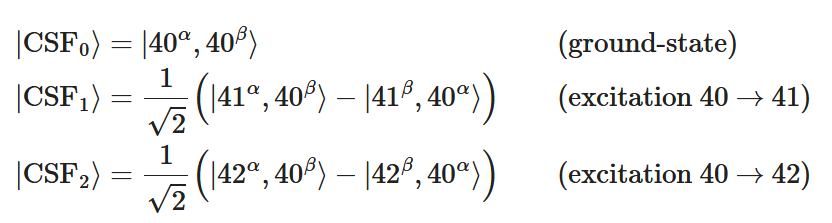 |CSF₀⟩ = |40^α, 40^β⟩ (ground-state)
|CSF₁⟩ = 1/√2 (|41^α, 40^β⟩ − |41^β, 40^α⟩) (excitation 40 → 41)
|CSF₂⟩ = 1/√2 (|42^α, 40^β⟩ − |42^β, 40^α⟩) (excitation 40 → 42)